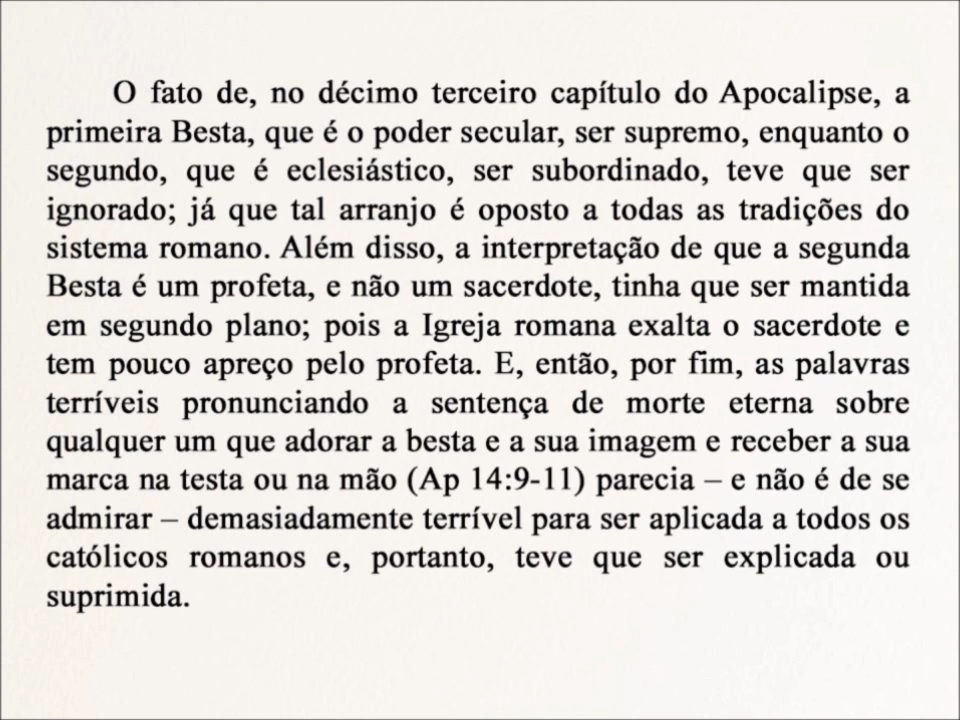 O fato de, no décimo terceiro capítulo do Apocalipse, a
primeira Besta, que é o poder secular, ser supremo, enquanto o
segundo, que é eclesiástico, ser subordinado, teve que ser
ignorado; já que tal arranjo é oposto a todas as tradições do
sistema romano. Além disso, a interpretação de que a segunda
Besta é um profeta, e não um sacerdote, tinha que ser mantida
em segundo plano; pois a Igreja romana exalta o sacerdote e
tem pouco apreço pelo profeta. E, então, por fim, as palavras
terríveis pronunciando a sentença de morte eterna sobre
qualquer um que adorar a besta e a sua imagem e receber a sua
marca na testa ou na mão (Ap 14:9-11) parecia – e não é de se
admirar – demasiadamente terrível para ser aplicada a todos os
católicos romanos e, portanto, teve que ser explicada ou
suprimida.